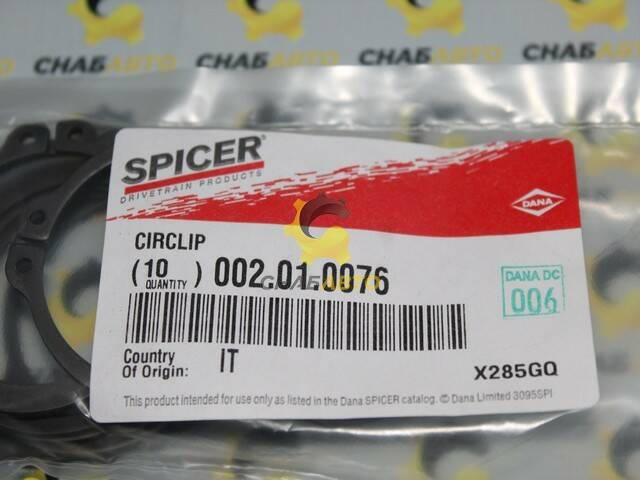 СНАБАВТО
СНАБАВТО
SPICER®
DRIVETRAIN PRODUCTS
DANA
CIRCLIP
(10) 002.01.0076
QUANTITY
СНАБАВТО
DANA DC
006
Country
Of Origin: IT
X285GQ
This product intended for use only as listed in the Dana SPICER catalog. © Dana Limited 3095SPI